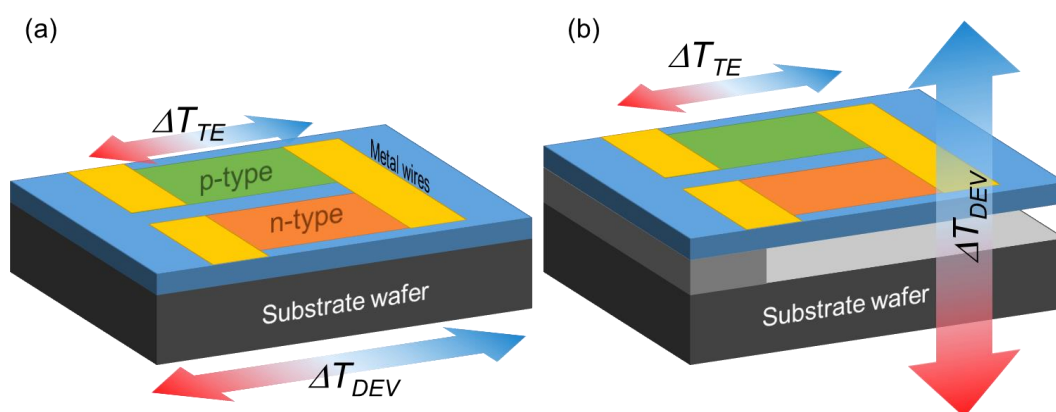 (a)
ΔT_TE
p-type
n-type
Metal wires
Substrate wafer
ΔT_DEV
(b)
ΔT_TE
ΔT_DEV
Substrate wafer